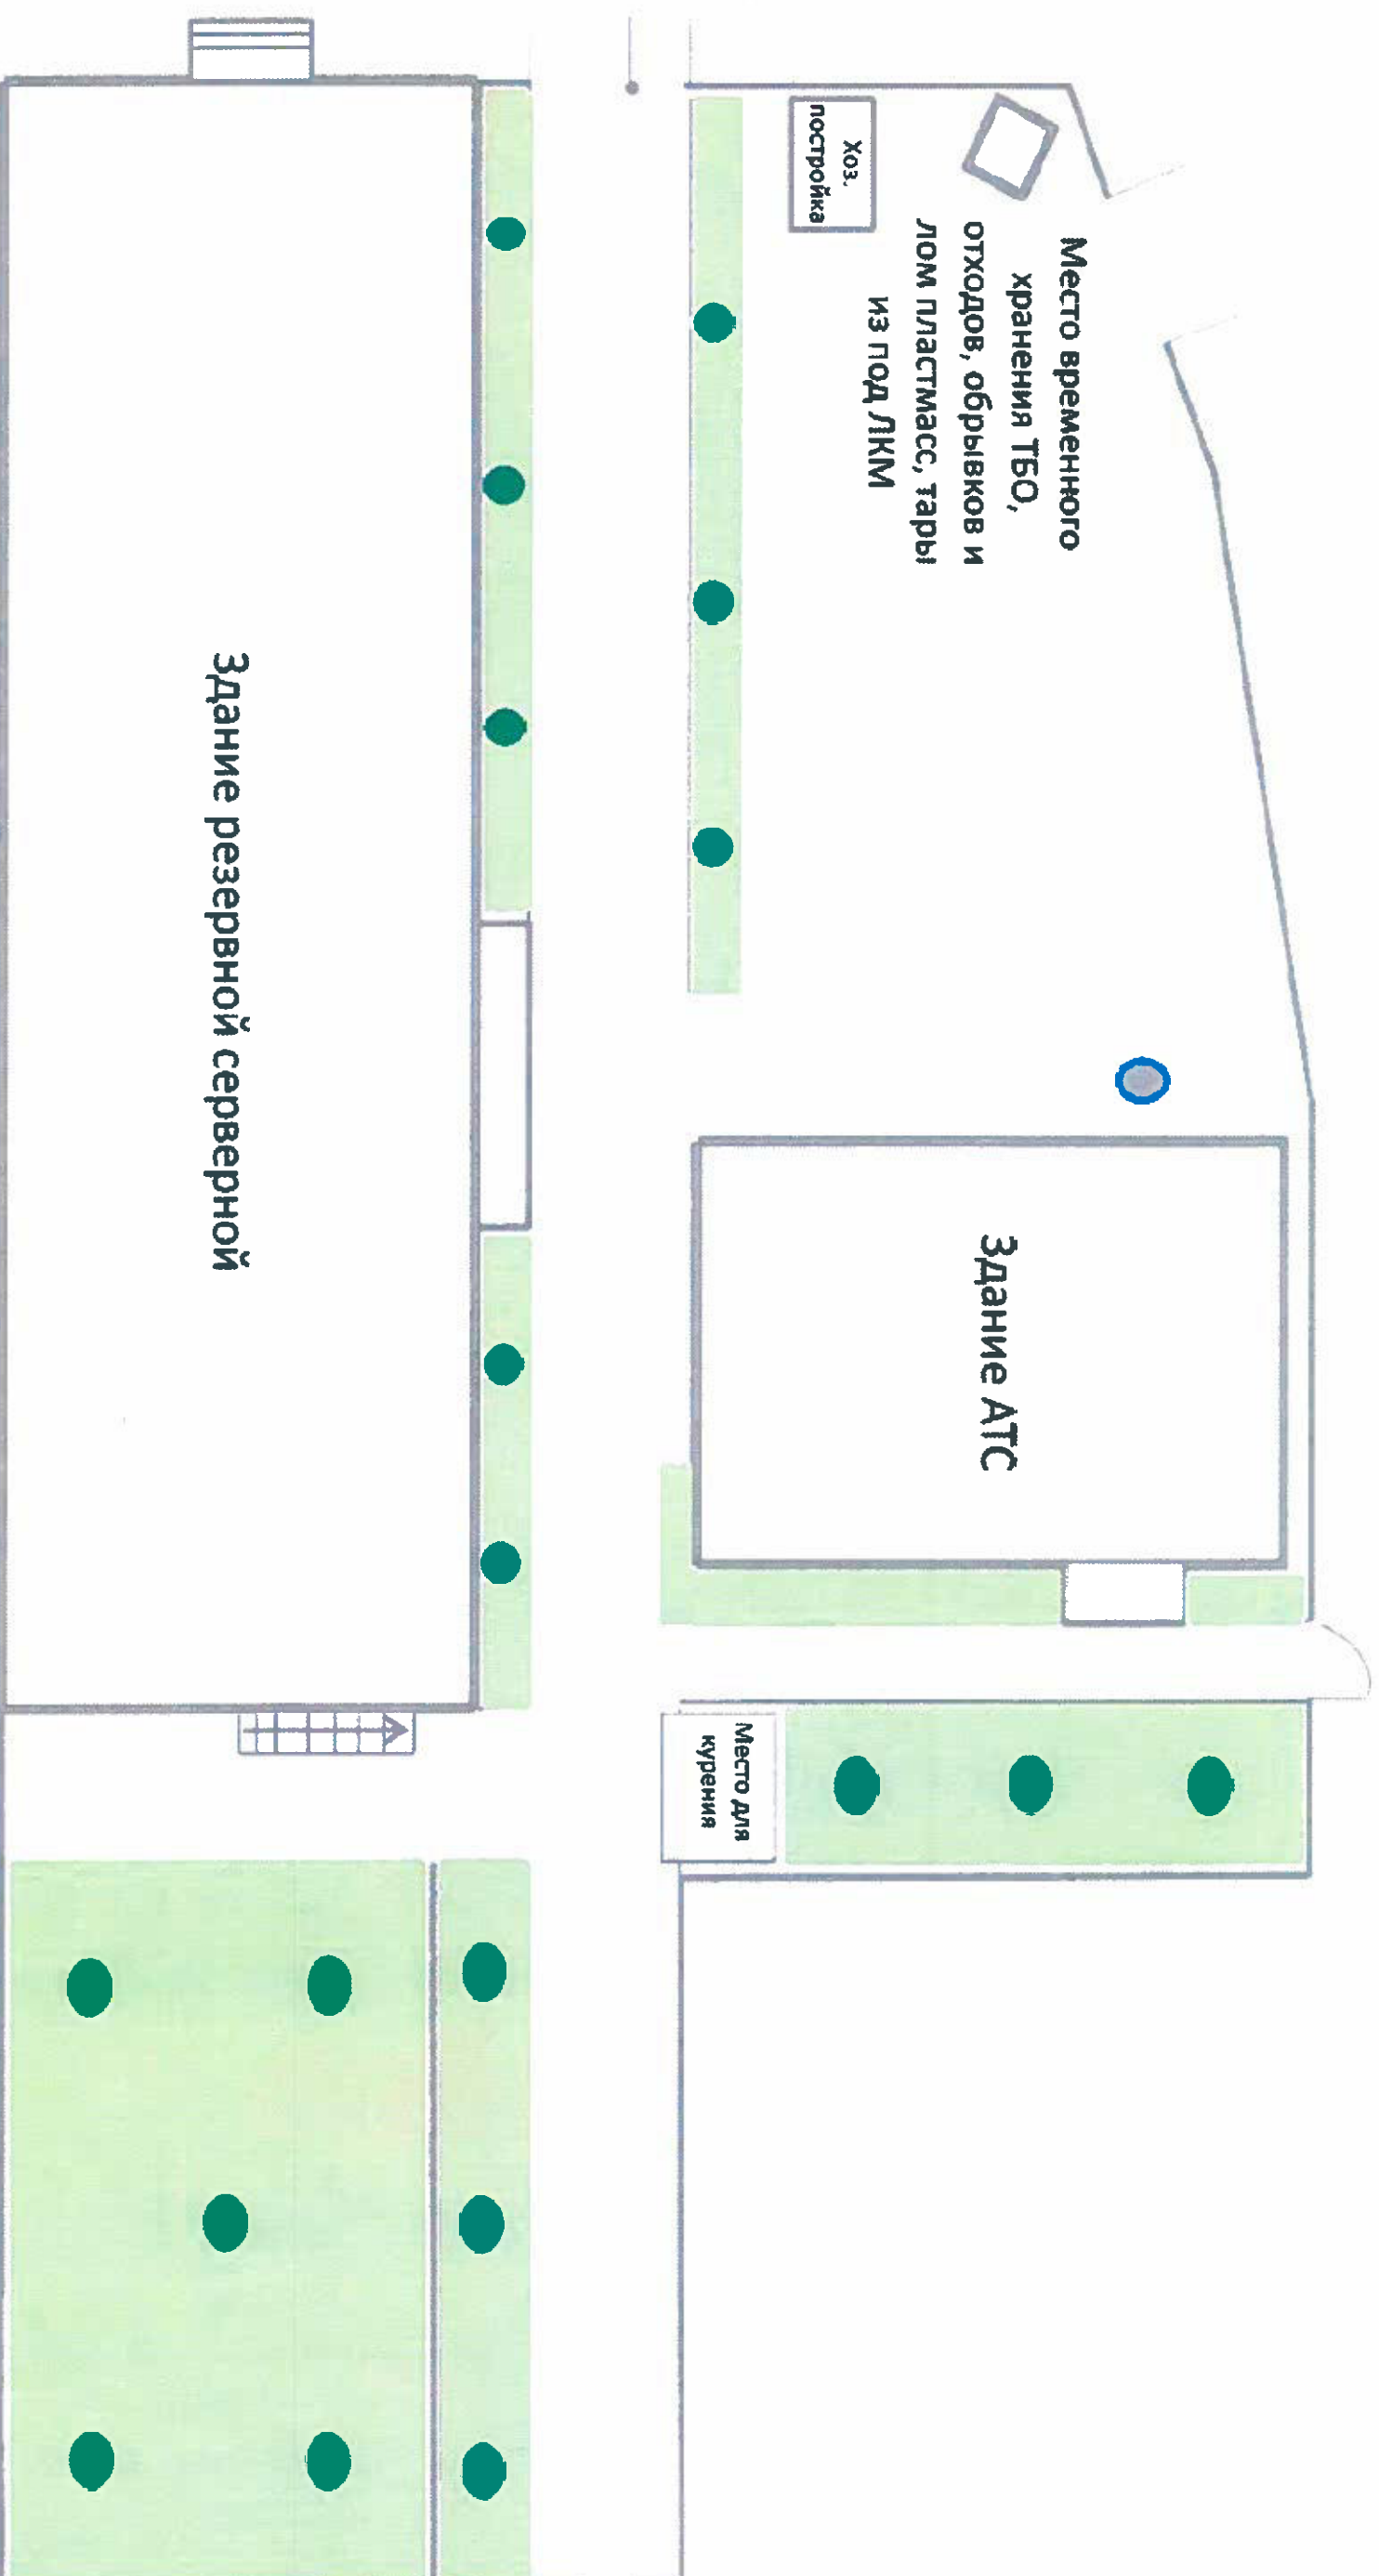 Место временного
хранения ТБО,
отходов, обрывков и
лом пластмасс, тары
из под ЛКМ
Хоз.
постройка
Здание АТС
Место для
курения
Здание резервной серверной